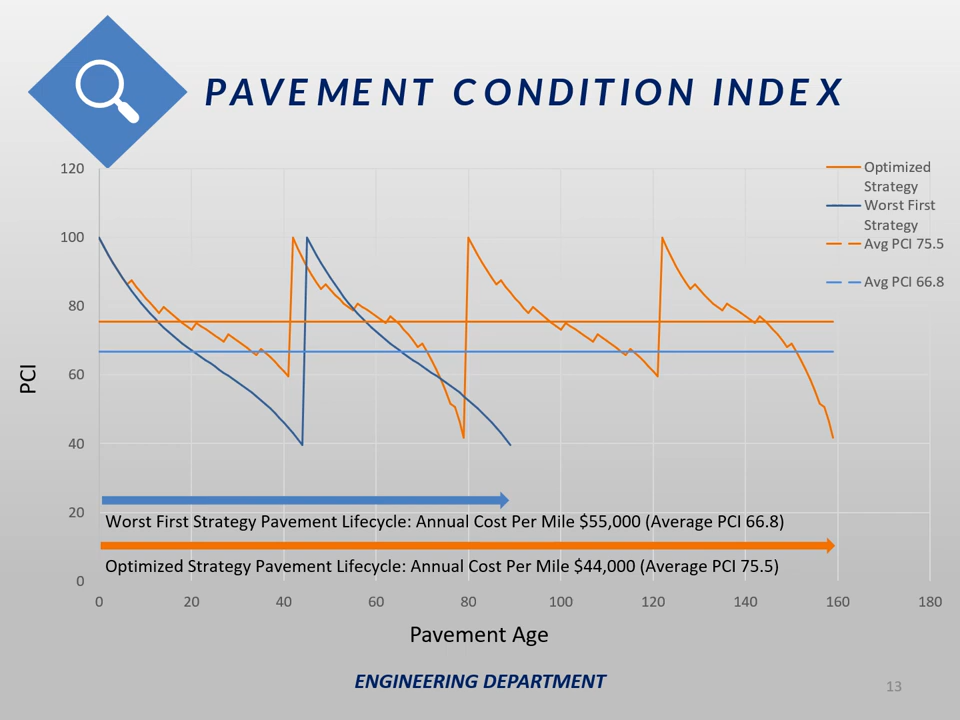 PAVEMENT CONDITION INDEX
120
100
80
60
40
20
0
PCI
Optimized
Strategy
Worst First
Strategy
Avg PCI 75.5
Avg PCI 66.8
Worst First Strategy Pavement Lifecycle: Annual Cost Per Mile $55,000 (Average PCI 66.8)
Optimized Strategy Pavement Lifecycle: Annual Cost Per Mile $44,000 (Average PCI 75.5)
0 20 40 60 80 100 120 140 160 180
Pavement Age
ENGINEERING DEPARTMENT
13